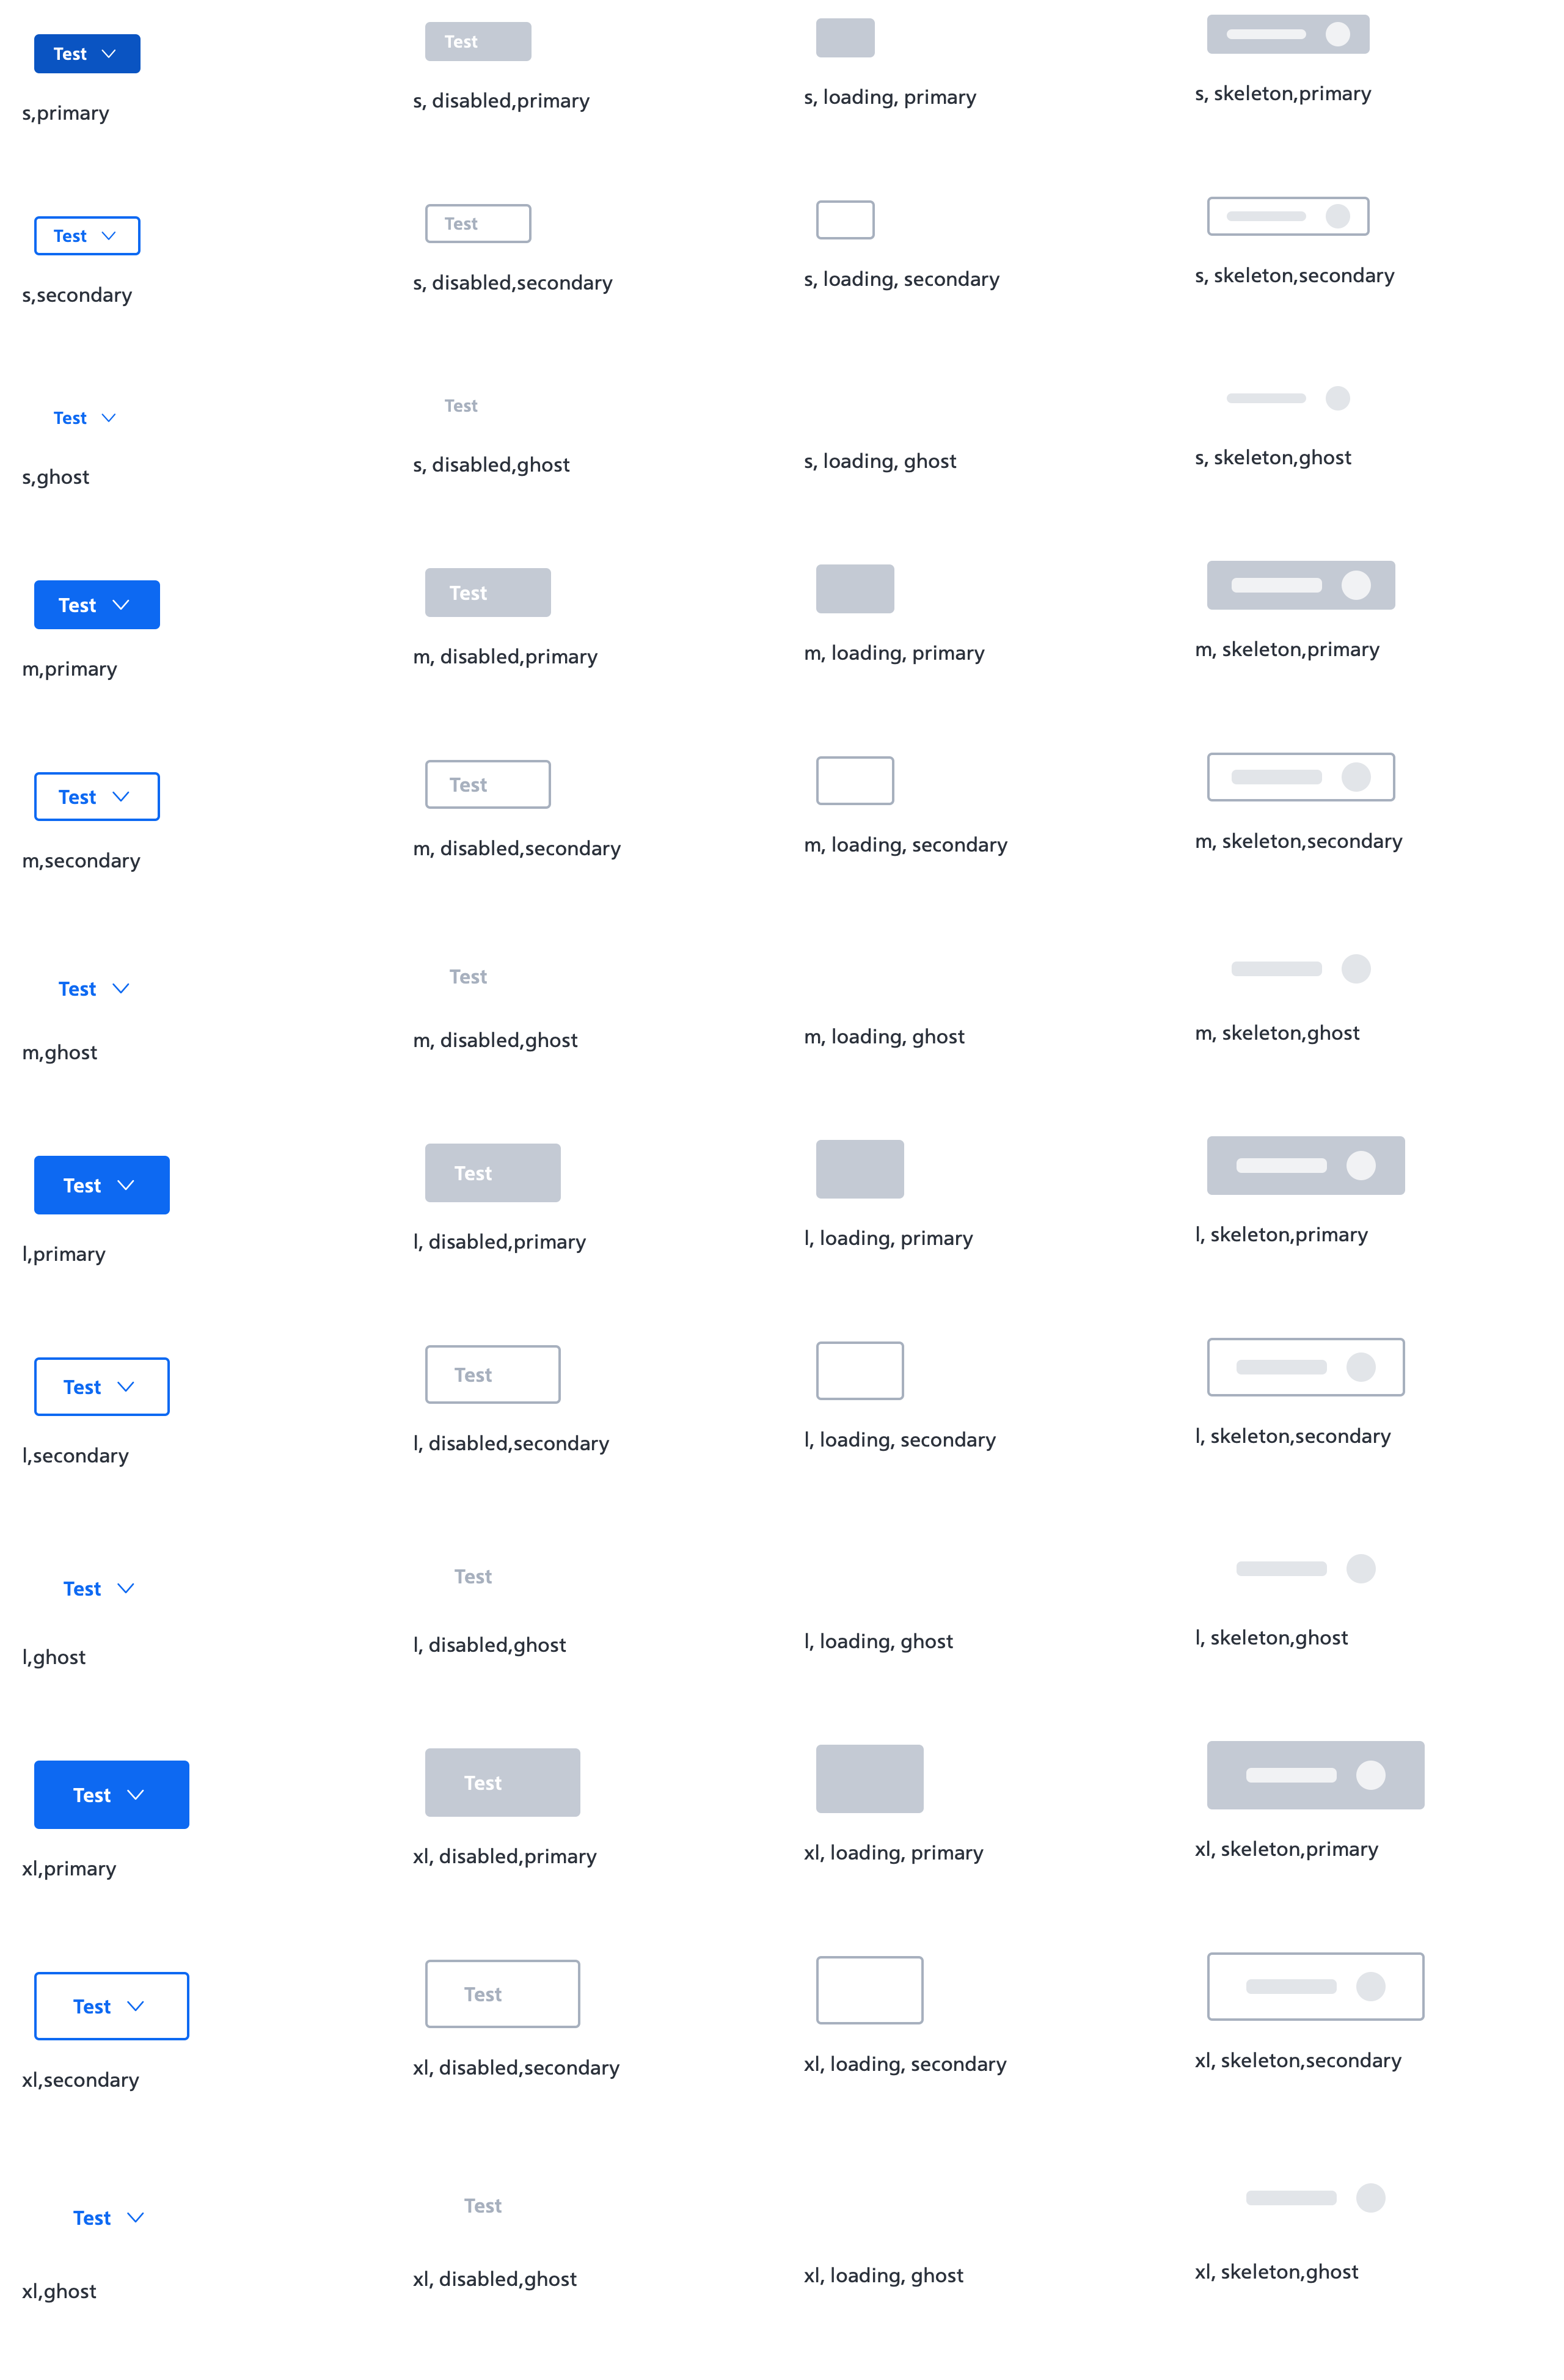 Test
s,primary
Test
s, disabled,primary
s, loading, primary
s, skeleton,primary
Test
s,secondary
Test
s, disabled,secondary
s, loading, secondary
s, skeleton,secondary
Test
s,ghost
Test
s, disabled,ghost
s, loading, ghost
s, skeleton,ghost
Test
m,primary
Test
m, disabled,primary
m, loading, primary
m, skeleton,primary
Test
m,secondary
Test
m, disabled,secondary
m, loading, secondary
m, skeleton,secondary
Test
m,ghost
Test
m, disabled,ghost
m, loading, ghost
m, skeleton,ghost
Test
l,primary
Test
l, disabled,primary
l, loading, primary
l, skeleton,primary
Test
l,secondary
Test
l, disabled,secondary
l, loading, secondary
l, skeleton,secondary
Test
l,ghost
Test
l, disabled,ghost
l, loading, ghost
l, skeleton,ghost
Test
xl,primary
Test
xl, disabled,primary
xl, loading, primary
xl, skeleton,primary
Test
xl,secondary
Test
xl, disabled,secondary
xl, loading, secondary
xl, skeleton,secondary
Test
xl,ghost
Test
xl, disabled,ghost
xl, loading, ghost
xl, skeleton,ghost